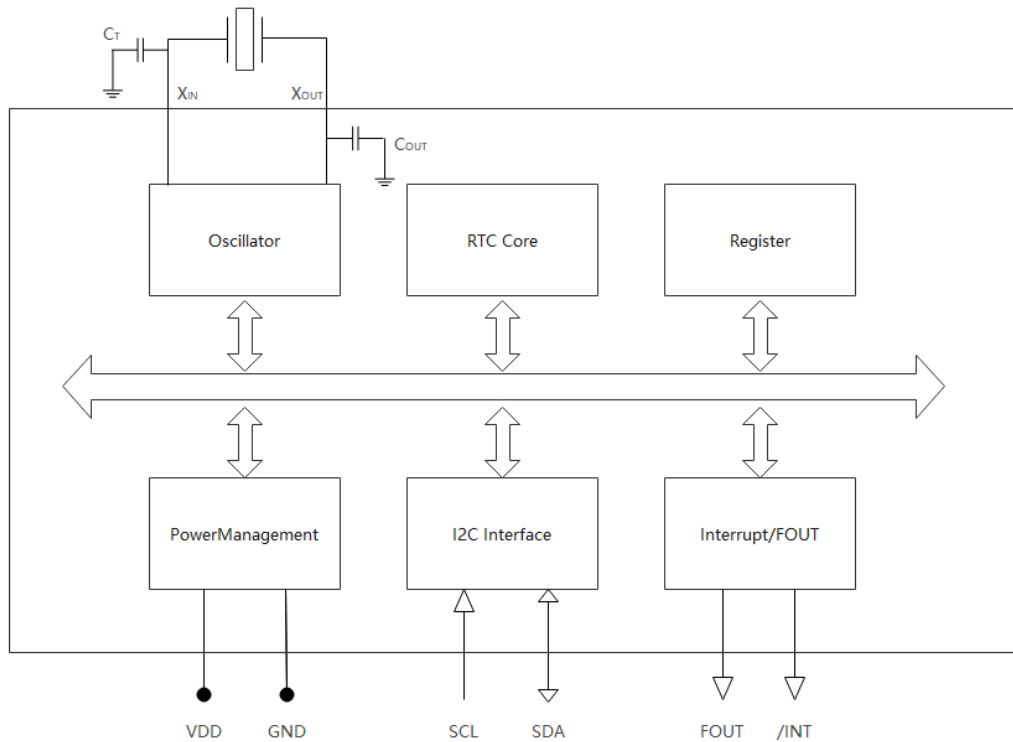 CT
XIN XOUT
COUT
Oscillator RTC Core Register
PowerManagement I2C Interface Interrupt/FOUT
VDD GND SCL SDA FOUT /INT